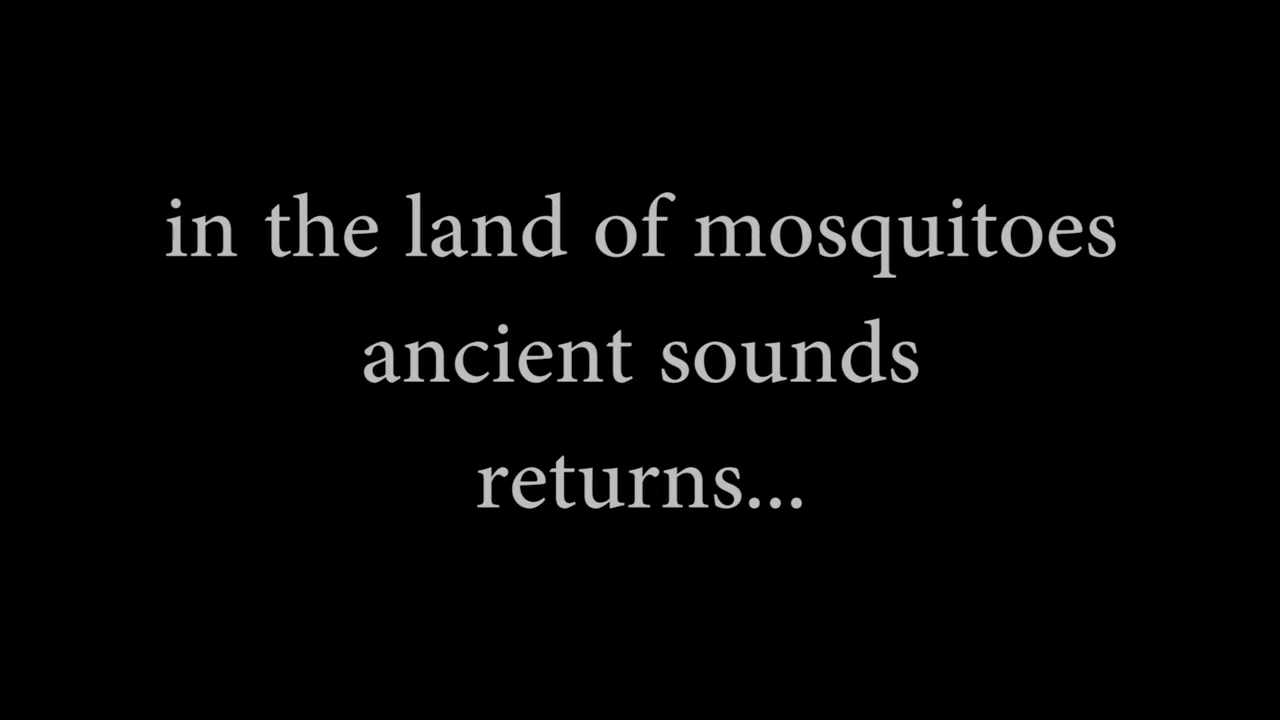 in the land of mosquitoes
ancient sounds
returns...